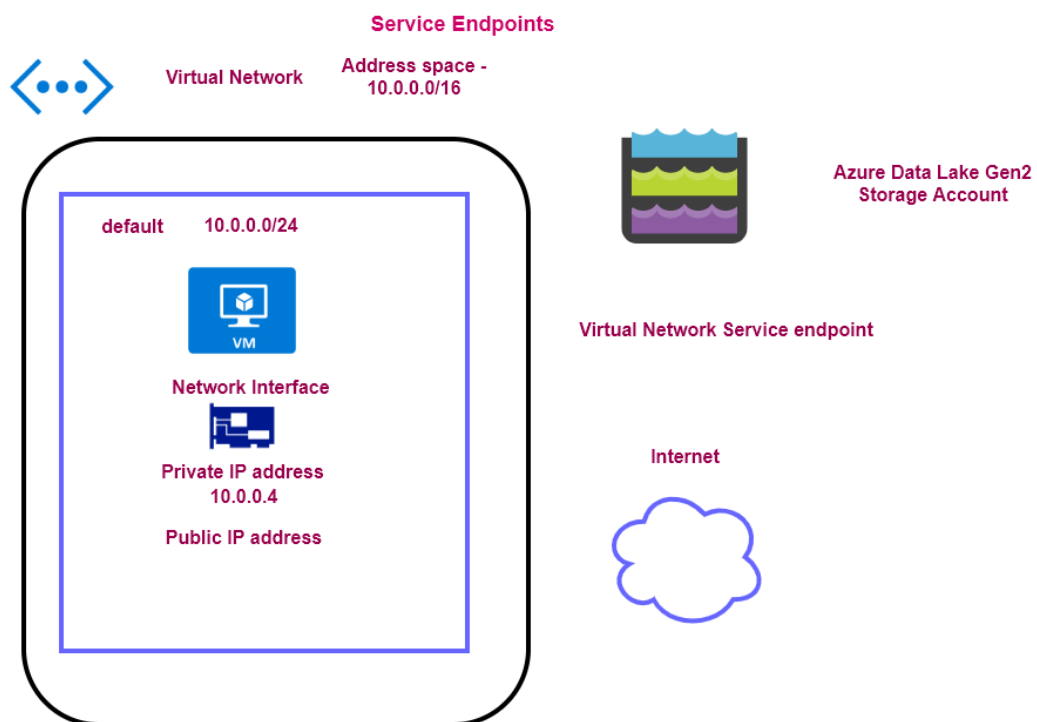 Service Endpoints
Virtual Network
Address space -
10.0.0.0/16
Azure Data Lake Gen2
Storage Account
default
10.0.0.0/24
VM
Virtual Network Service endpoint
Network Interface
Internet
Private IP address
10.0.0.4
Public IP address